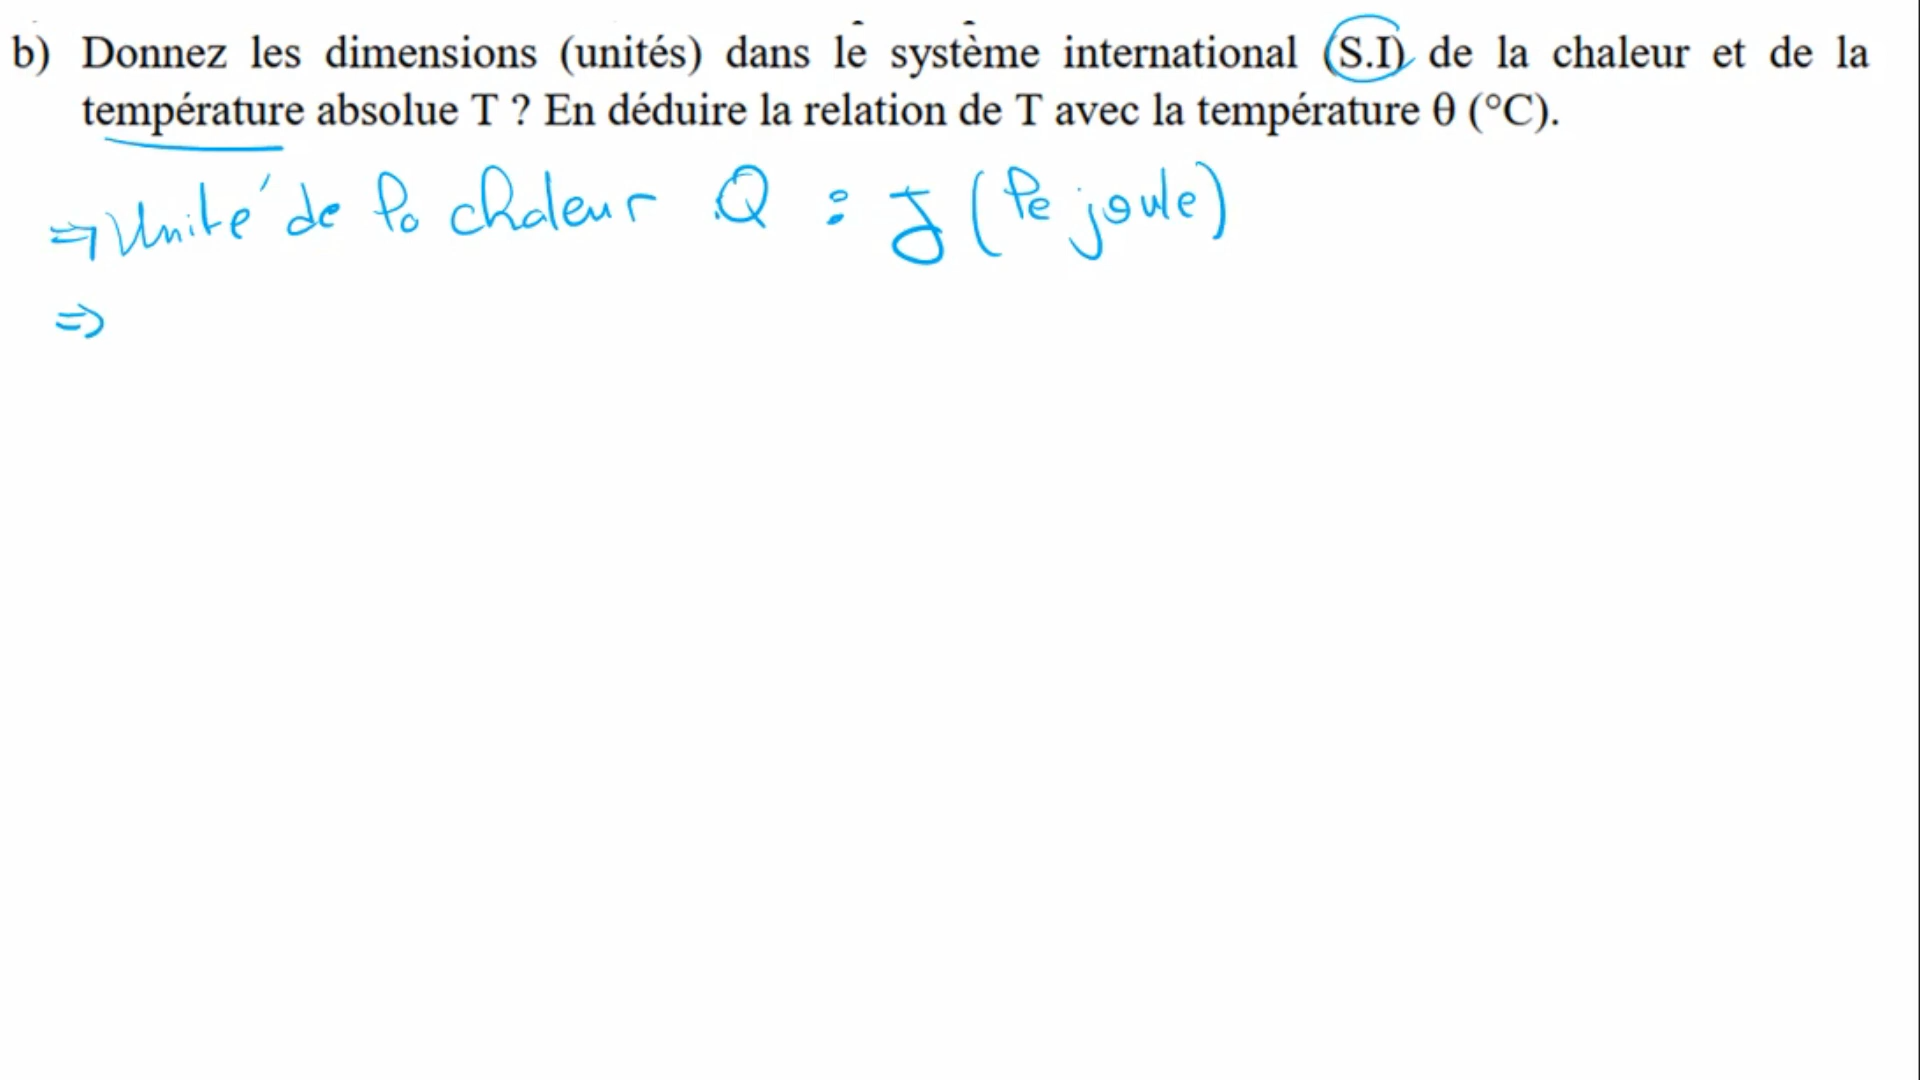 b) Donnez les dimensions (unités) dans le système international (S.I) de la chaleur et de la
température absolue T ? En déduire la relation de T avec la température θ (°C).
⇒ Unité de la chaleur Q : J (le joule)
⇒